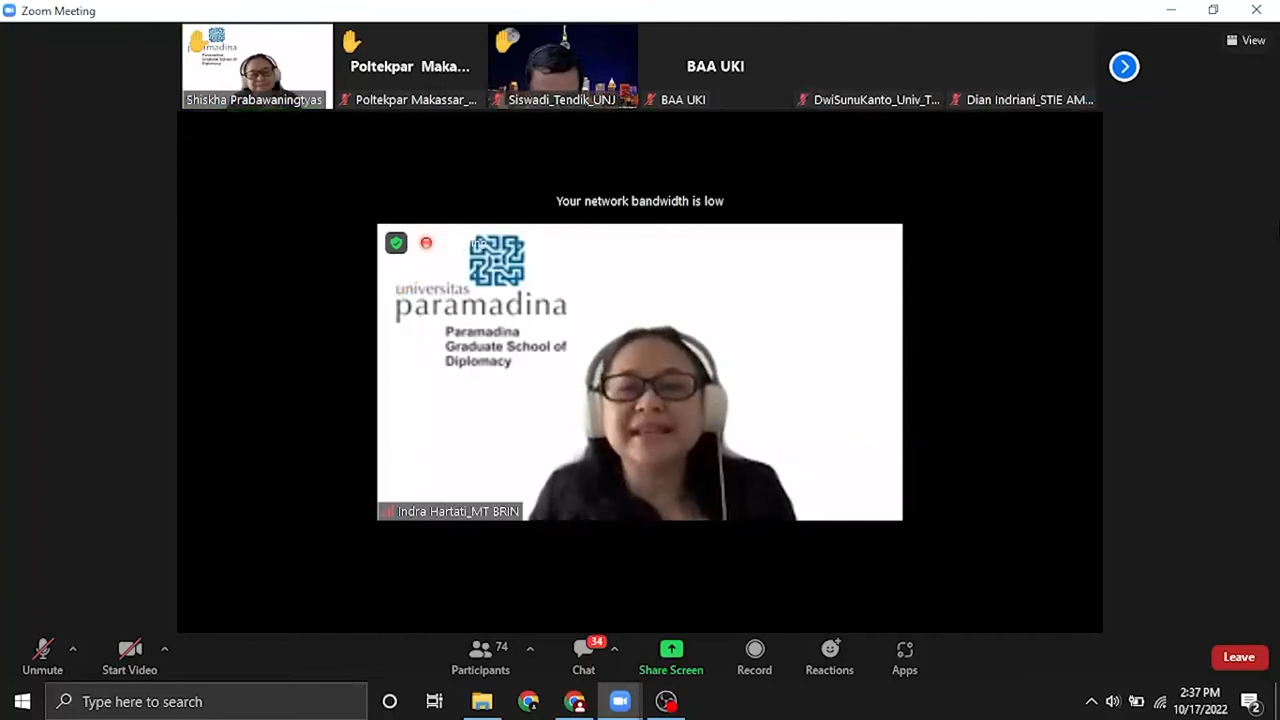 Zoom Meeting
View
paramadina
Shiskha Prabawaningtyas
Poltekpar Maka...
Poltekpar Makassar_...
Siswadi_Tendik_UNJ
BAA UKI
BAA UKI
DwiSunuKanto_Univ_T...
Dian Indriani_STIE AM...
Your network bandwidth is low
universitas
paramadina
Paramadina
Graduate School of
Diplomacy
Indra Hartati_MT BRIN
Unmute
Start Video
74
Participants
34
Chat
Share Screen
Record
Reactions
Apps
Leave
Type here to search
2:37 PM
10/17/2022
2